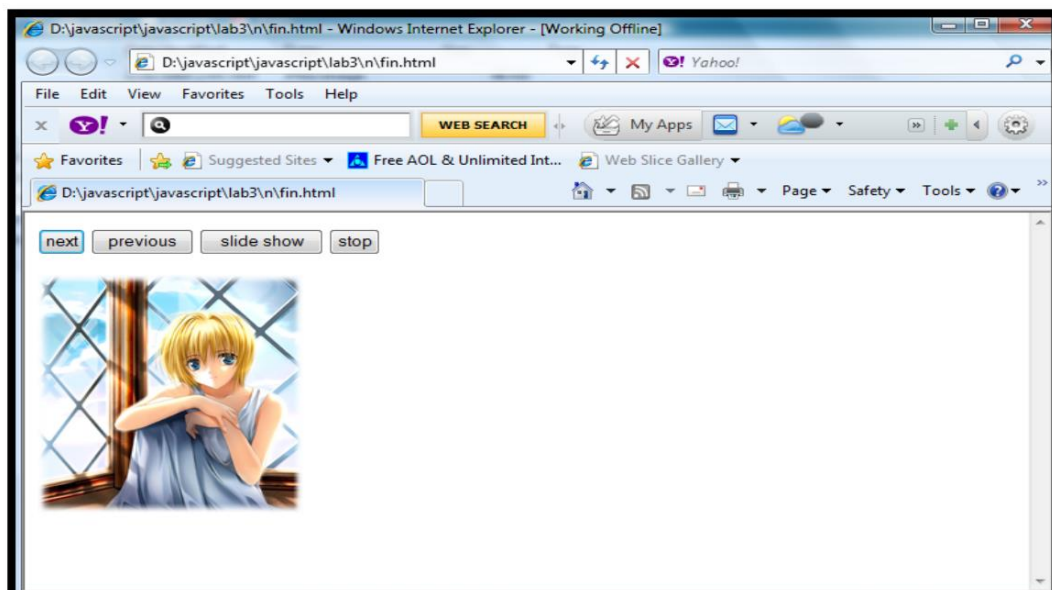 D:\javascript\javascript\lab3\n\fin.html - Windows Internet Explorer - [Working Offline]
D:\javascript\javascript\lab3\n\fin.html Yahoo!
File Edit View Favorites Tools Help
Y! WEB SEARCH My Apps
Favorites Suggested Sites Free AOL & Unlimited Int... Web Slice Gallery
D:\javascript\javascript\lab3\n\fin.html Page Safety Tools
next previous slide show stop